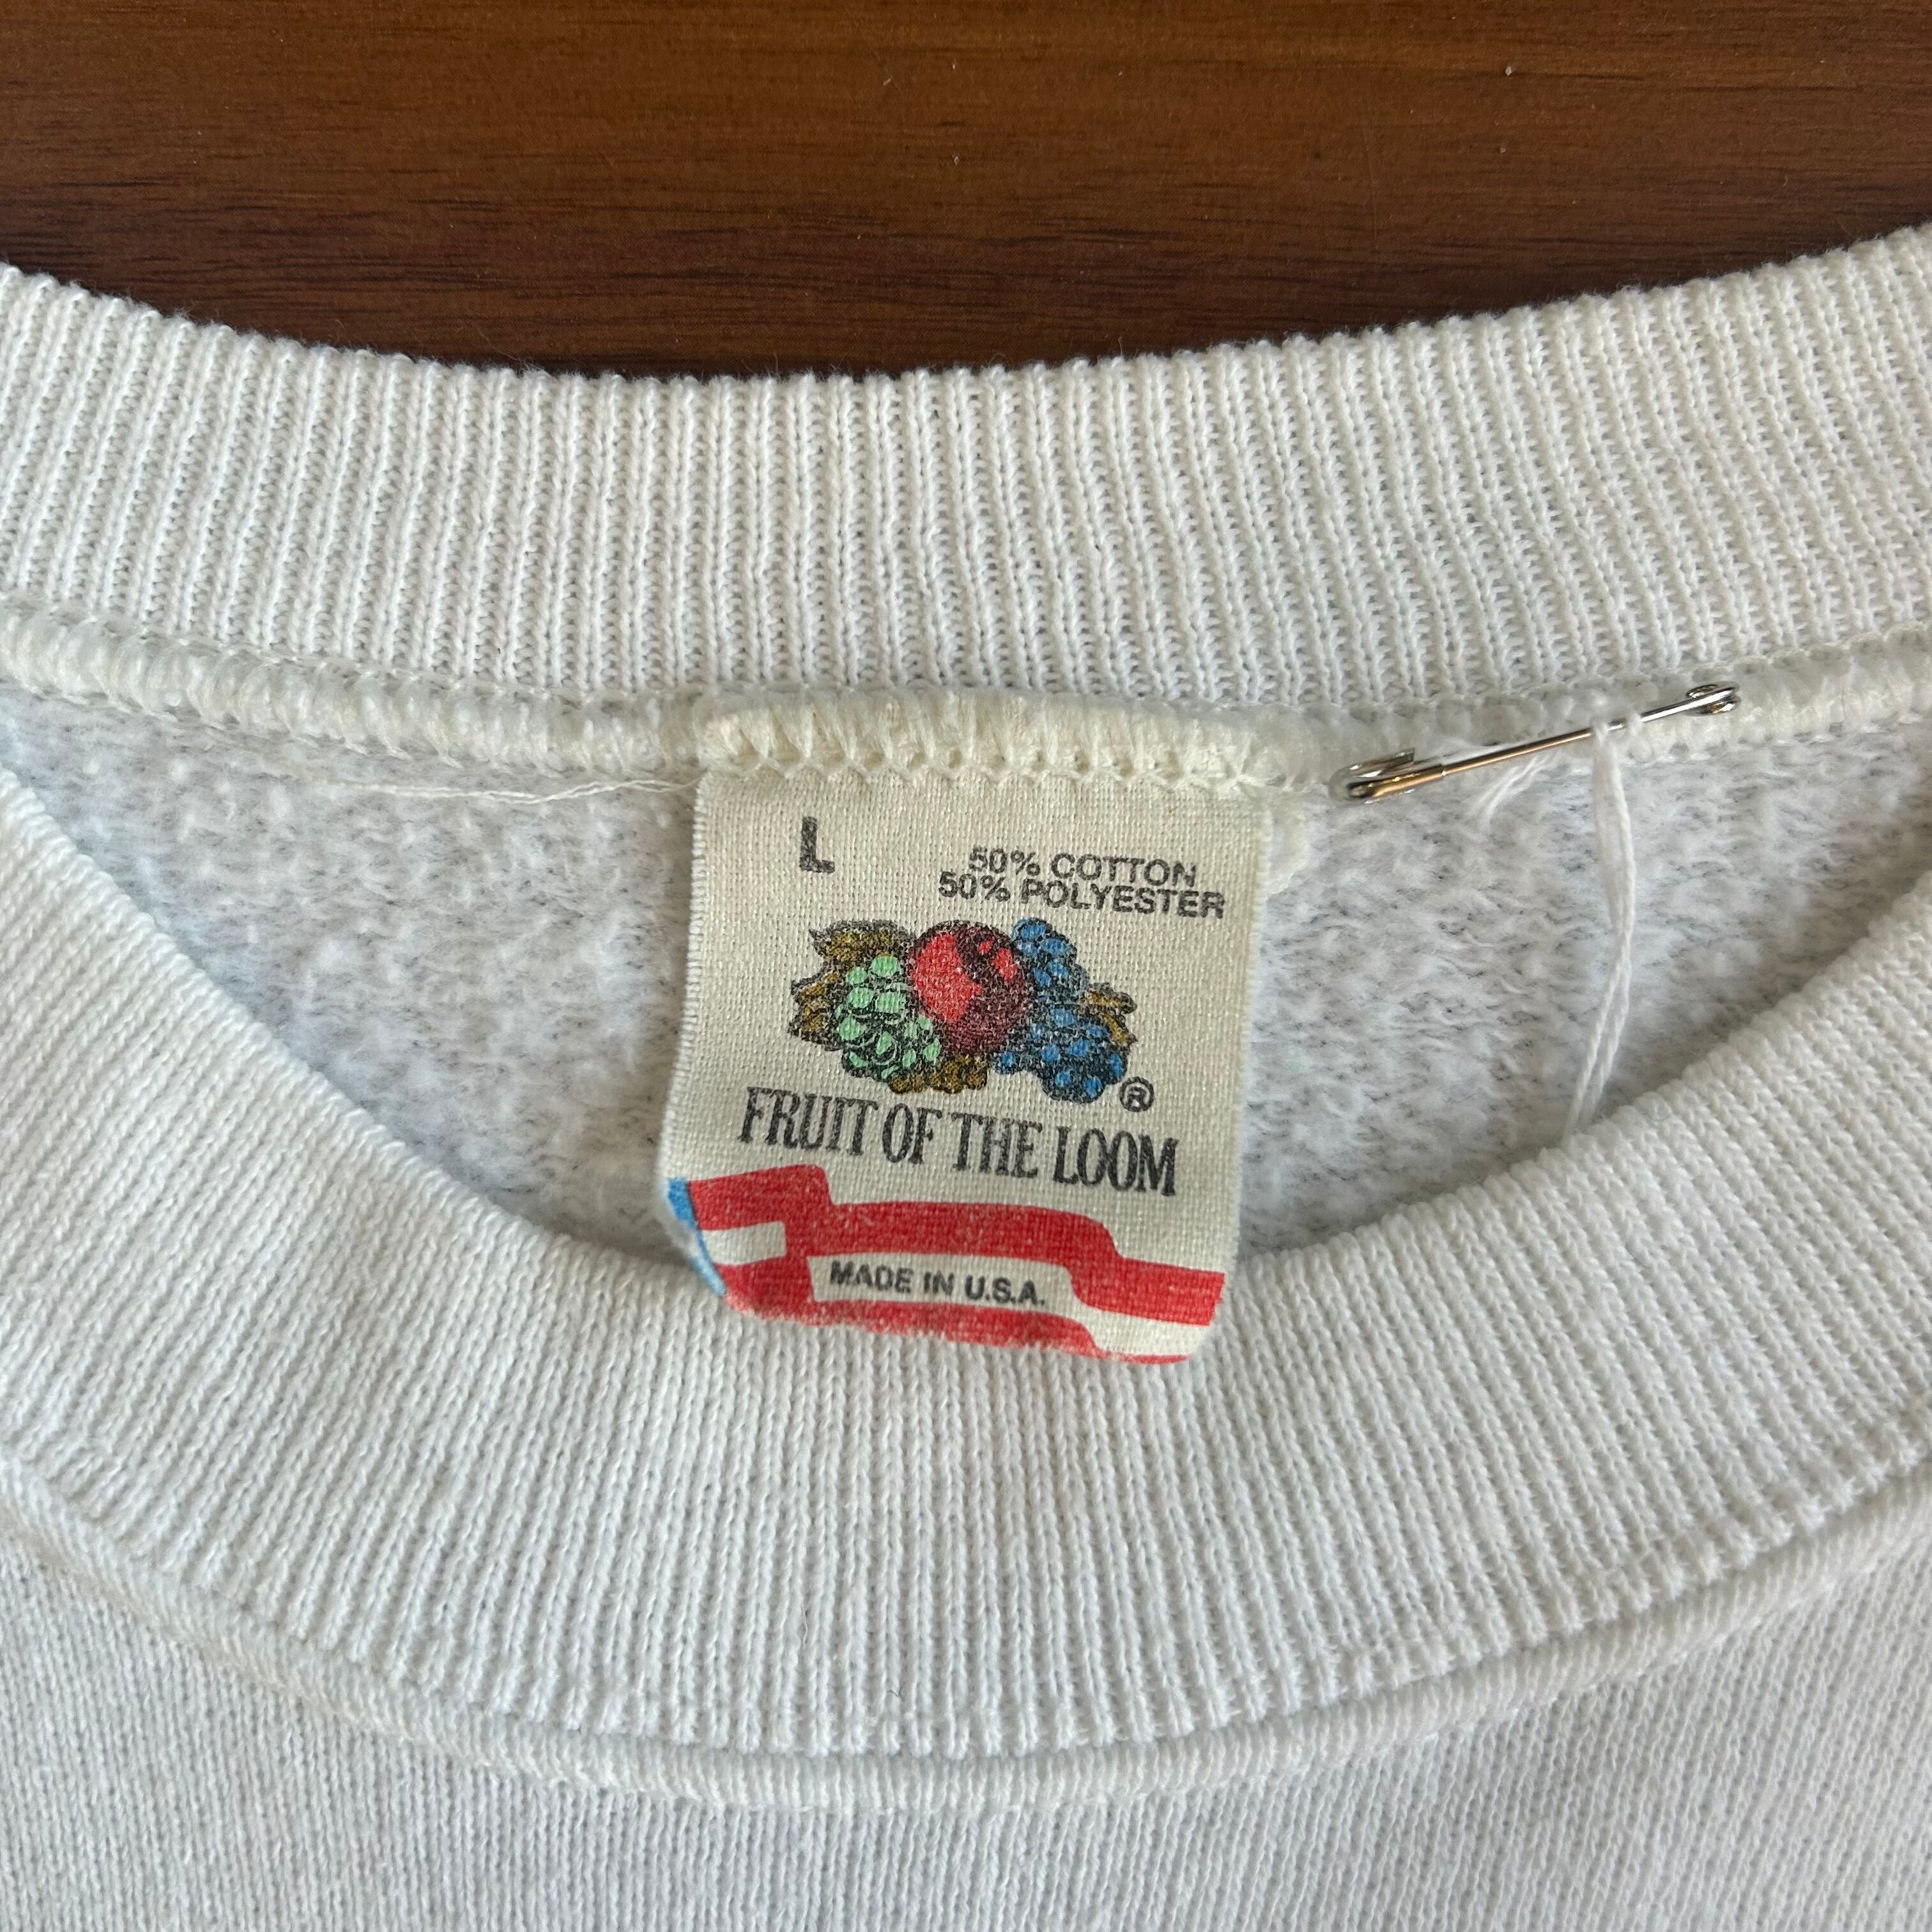 L
50% COTTON
50% POLYESTER
®
FRUIT OF THE LOOM
MADE IN U.S.A.